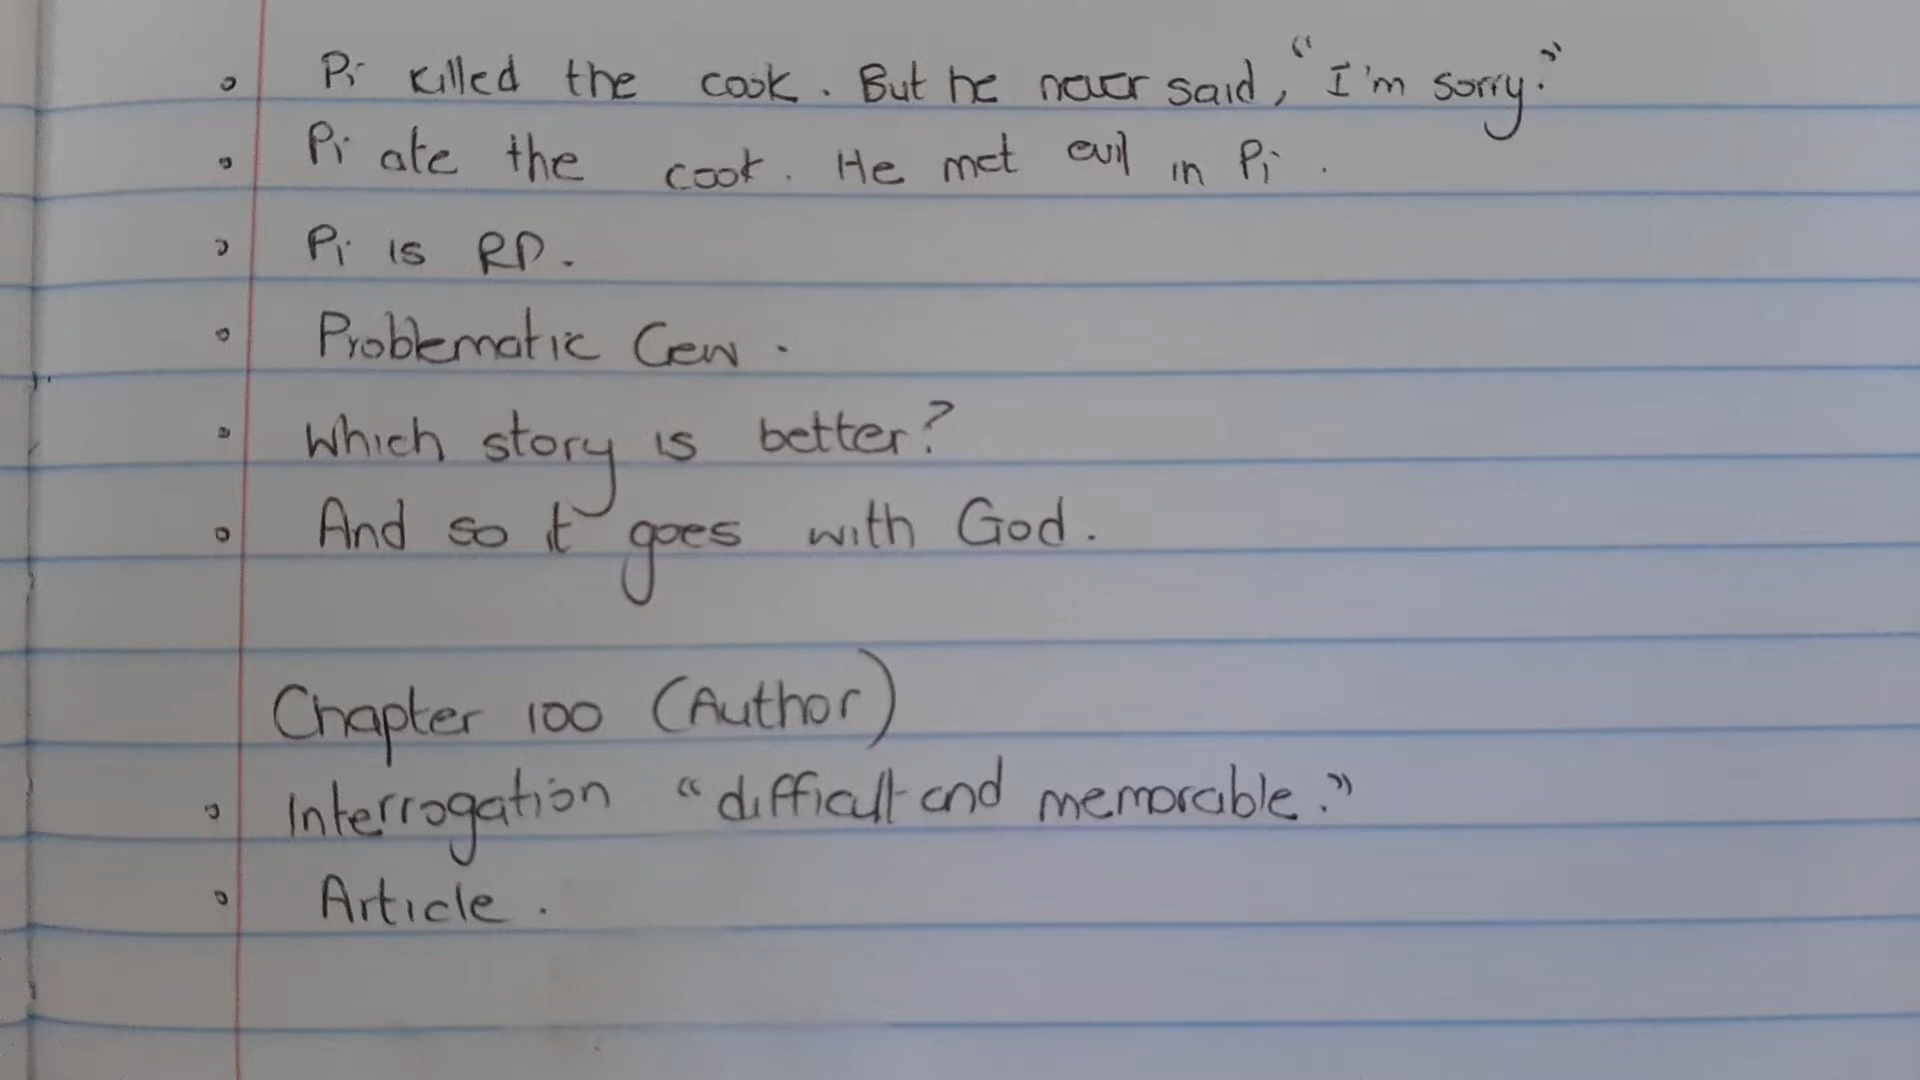 Pi killed the cook. But he never said, "I'm sorry."
Pi ate the cook. He met evil in Pi.
Pi is RP.
Problematic Crew.
Which story is better?
And so it goes with God.
Chapter 100 (Author)
Interrogation "difficult and memorable."
Article.